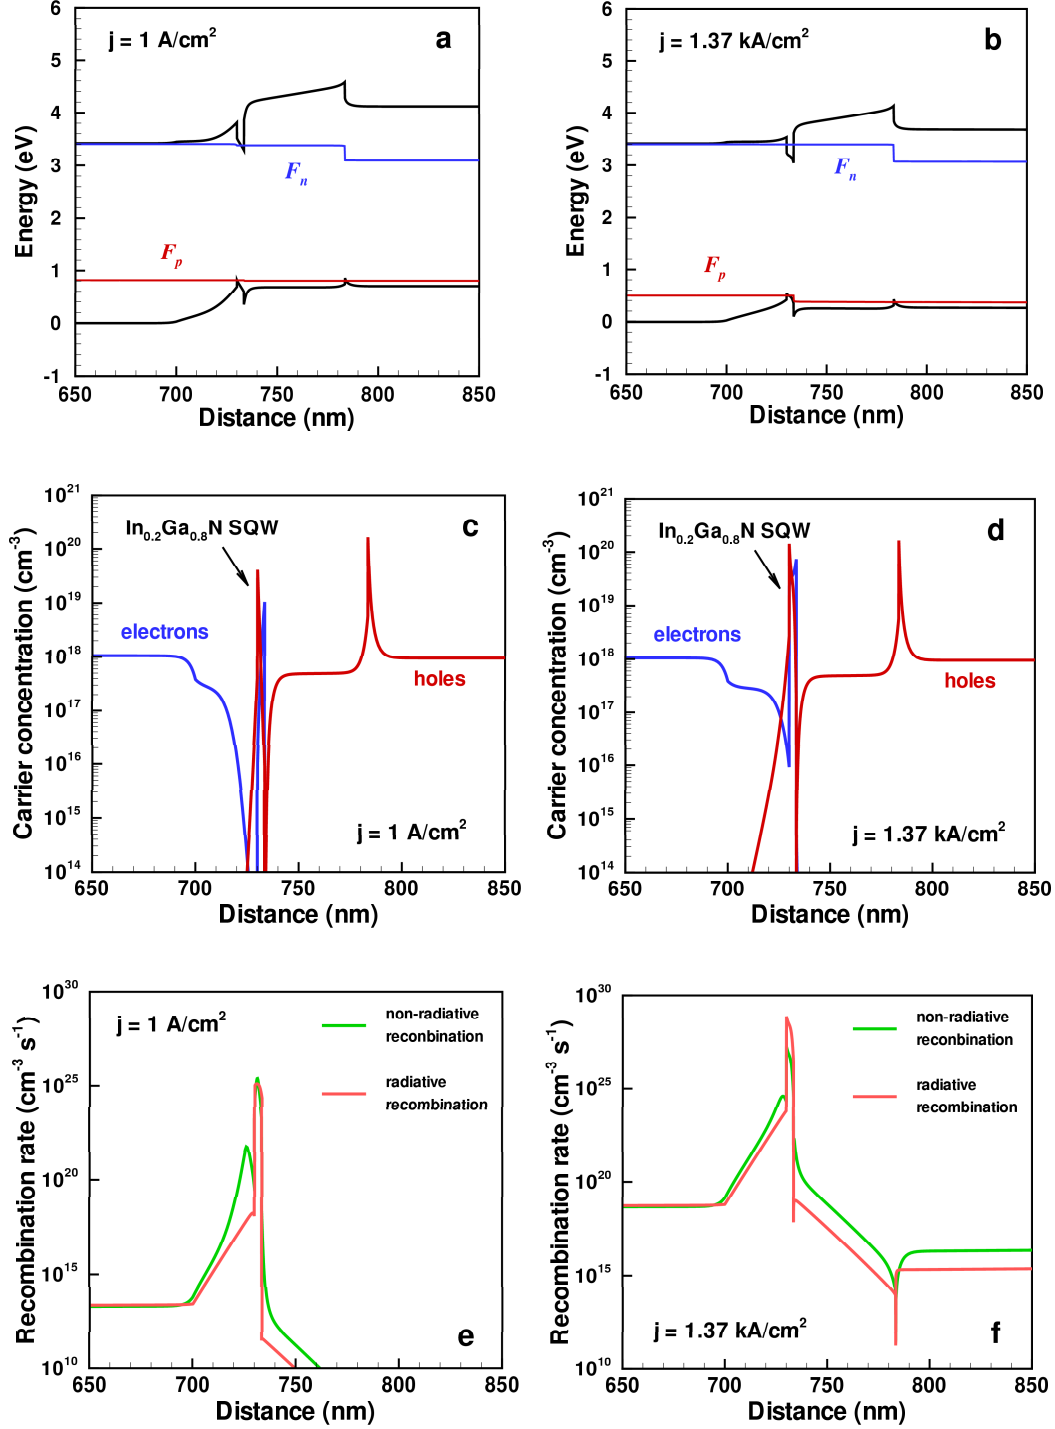 j = 1 A/cm²
a
6
5
4
3
2
1
0
-1
Energy (eV)
Fₙ
Fₚ
650 700 750 800 850
Distance (nm)
j = 1.37 kA/cm²
b
6
5
4
3
2
1
0
-1
Energy (eV)
Fₙ
Fₚ
650 700 750 800 850
Distance (nm)
10²¹
10²⁰
10¹⁹
10¹⁸
10¹⁷
10¹⁶
10¹⁵
10¹⁴
Carrier concentration (cm⁻³)
In₀.₂Ga₀.₈N SQW
c
electrons
holes
j = 1 A/cm²
650 700 750 800 850
Distance (nm)
10²¹
10²⁰
10¹⁹
10¹⁸
10¹⁷
10¹⁶
10¹⁵
10¹⁴
Carrier concentration (cm⁻³)
In₀.₂Ga₀.₈N SQW
d
electrons
holes
j = 1.37 kA/cm²
650 700 750 800 850
Distance (nm)
10³⁰
10²⁵
10²⁰
10¹⁵
10¹⁰
Recombination rate (cm⁻³ s⁻¹)
j = 1 A/cm²
non-radiative
recombination
radiative
recombination
e
650 700 750 800 850
Distance (nm)
10³⁰
10²⁵
10²⁰
10¹⁵
10¹⁰
Recombination rate (cm⁻³ s⁻¹)
non-radiative
reconbination
radiative
recombination
j = 1.37 kA/cm²
f
650 700 750 800 850
Distance (nm)